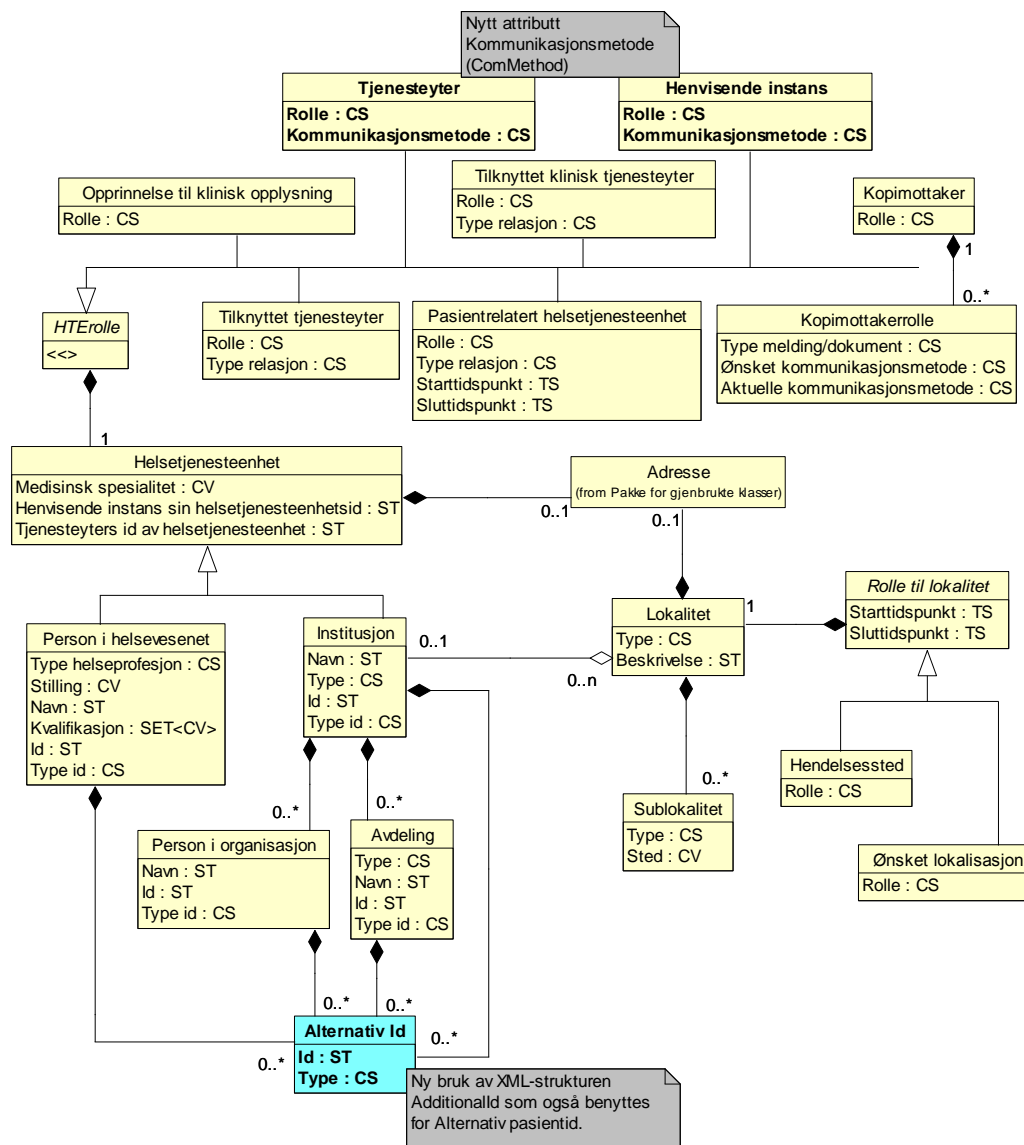 Nytt attributt
Kommunikasjonsmetode
(ComMethod)
Tjenesteyter
Rolle : CS
Kommunikasjonsmetode : CS
Henvisende instans
Rolle : CS
Kommunikasjonsmetode : CS
Opprinnelse til klinisk opplysning
Rolle : CS
Tilknyttet klinisk tjenesteyter
Rolle : CS
Type relasjon : CS
Kopimottaker
Rolle : CS
1
0..*
HTErolle
<<>
Tilknyttet tjenesteyter
Rolle : CS
Type relasjon : CS
Pasientrelatert helsetjenesteenhet
Rolle : CS
Type relasjon : CS
Starttidspunkt : TS
Sluttidspunkt : TS
Kopimottakerrolle
Type melding/dokument : CS
Ønsket kommunikasjonsmetode : CS
Aktuelle kommunikasjonsmetode : CS
1
Helsetjenesteenhet
Medisinsk spesialitet : CV
Henvisende instans sin helsetjenesteenhetsid : ST
Tjenesteyters id av helsetjenesteenhet : ST
Adresse
(from Pakke for gjenbrukte klasser)
0..1
0..1
Person i helsevesenet
Type helseprofesjon : CS
Stilling : CV
Navn : ST
Kvalifikasjon : SET<CV>
Id : ST
Type id : CS
Institusjon
Navn : ST
Type : CS
Id : ST
Type id : CS
0..1
0..n
Lokalitet
Type : CS
Beskrivelse : ST
1
Rolle til lokalitet
Starttidspunkt : TS
Sluttidspunkt : TS
0..*
0..*
0..*
Person i organisasjon
Navn : ST
Id : ST
Type id : CS
Avdeling
Type : CS
Navn : ST
Id : ST
Type id : CS
Sublokalitet
Type : CS
Sted : CV
Hendelsessted
Rolle : CS
Ønsket lokalisasjon
Rolle : CS
0..*
0..*
0..*
0..*
Alternativ Id
Id : ST
Type : CS
Ny bruk av XML-strukturen
AdditionalId som også benyttes
for Alternativ pasientid.